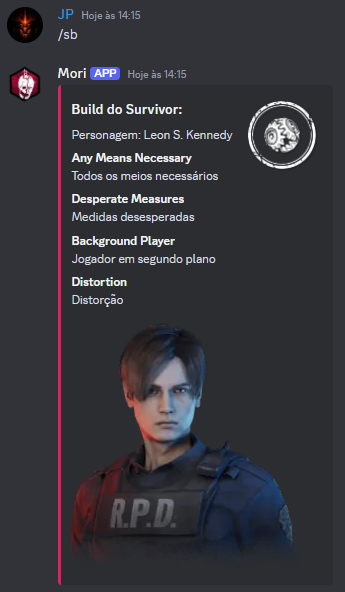 JP Hoje às 14:15
/sb
Mori APP Hoje às 14:15
Build do Survivor:
Personagem: Leon S. Kennedy
Any Means Necessary
Todos os meios necessários
Desperate Measures
Medidas desesperadas
Background Player
Jogador em segundo plano
Distortion
Distorção
R.P.D.